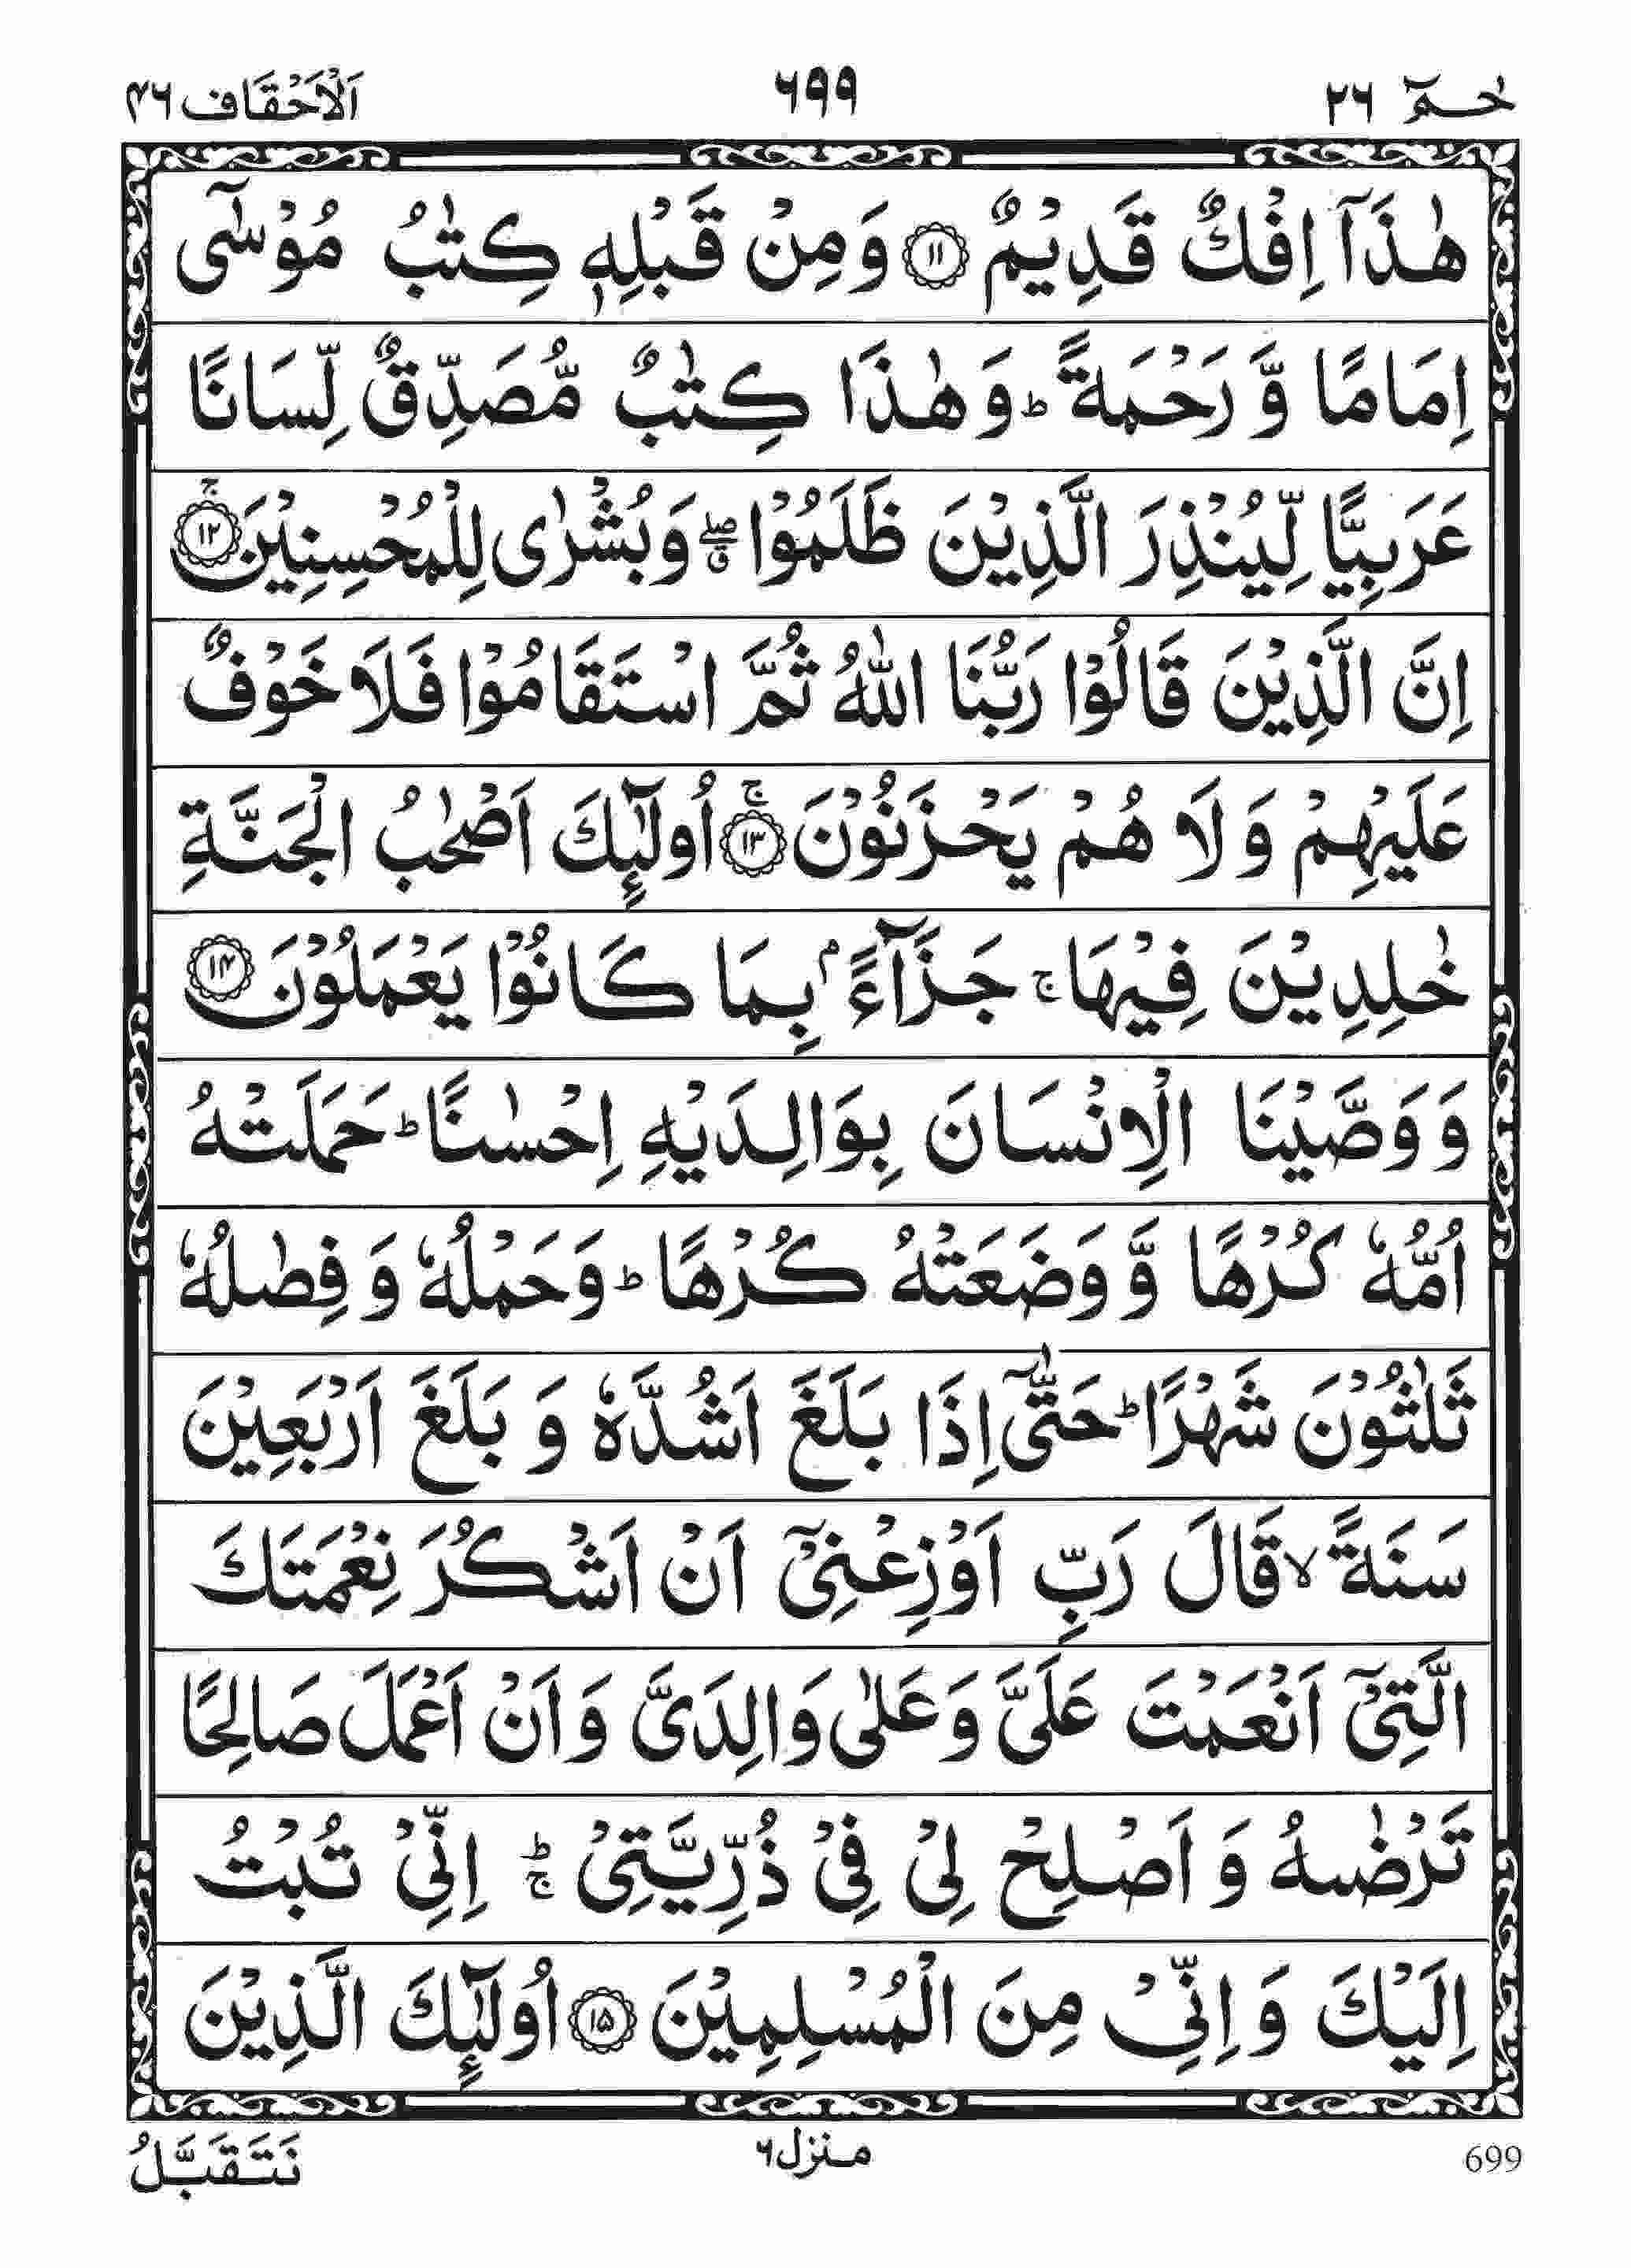 حٰمٓ ٢٦ ٦٩٩ اَلْاَحْقَاف ٤٦
هٰذَآ اِفْكٌ قَدِيْمٌ ۝١١ وَمِنْ قَبْلِهٖ كِتٰبُ مُوْسٰٓى
اِمَامًا وَّ رَحْمَةً ؕ وَ هٰذَا كِتٰبٌ مُّصَدِّقٌ لِّسَانًا
عَرَبِيًّا لِّيُنْذِرَ الَّذِيْنَ ظَلَمُوْا ۖۗ وَ بُشْرٰى لِلْمُحْسِنِيْنَ ۝١٢ۚ
اِنَّ الَّذِيْنَ قَالُوْا رَبُّنَا اللّٰهُ ثُمَّ اسْتَقَامُوْا فَلَا خَوْفٌ
عَلَيْهِمْ وَ لَا هُمْ يَحْزَنُوْنَ ۝١٣ۚ اُولٰٓئِكَ اَصْحٰبُ الْجَنَّةِ
خٰلِدِيْنَ فِيْهَا ۚ جَزَآءًۢ بِمَا كَانُوْا يَعْمَلُوْنَ ۝١٤
وَ وَصَّيْنَا الْاِنْسَانَ بِوَالِدَيْهِ اِحْسٰنًا ؕ حَمَلَتْهُ
اُمُّهٗ كُرْهًا وَّ وَضَعَتْهُ كُرْهًا ؕ وَ حَمْلُهٗ وَ فِصٰلُهٗ
ثَلٰثُوْنَ شَهْرًا ؕ حَتّٰٓى اِذَا بَلَغَ اَشُدَّهٗ وَ بَلَغَ اَرْبَعِيْنَ
سَنَةً ۙ قَالَ رَبِّ اَوْزِعْنِيْٓ اَنْ اَشْكُرَ نِعْمَتَكَ
الَّتِيْٓ اَنْعَمْتَ عَلَيَّ وَ عَلٰى وَالِدَيَّ وَ اَنْ اَعْمَلَ صَالِحًا
تَرْضٰىهُ وَ اَصْلِحْ لِيْ فِيْ ذُرِّيَّتِيْ ؕۚ اِنِّيْ تُبْتُ
اِلَيْكَ وَ اِنِّيْ مِنَ الْمُسْلِمِيْنَ ۝١٥ اُولٰٓئِكَ الَّذِيْنَ
699 منزل٦ نَتَقَبَّلُ